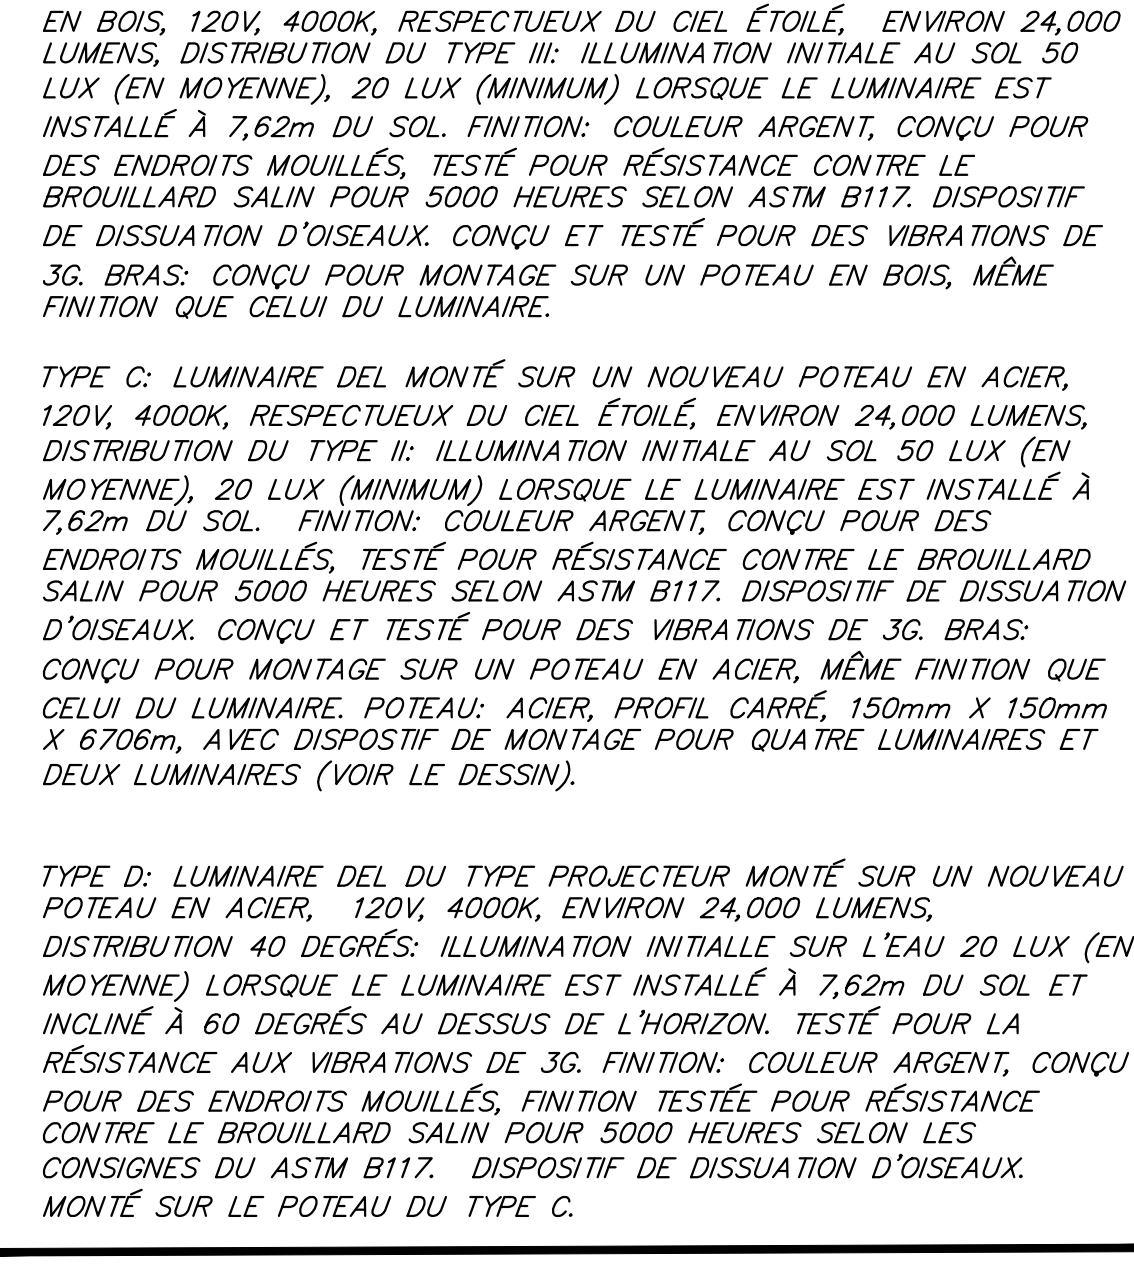 EN BOIS, 120V, 4000K, RESPECTUEUX DU CIEL ÉTOILÉ, ENVIRON 24,000
LUMENS, DISTRIBUTION DU TYPE III: ILLUMINATION INITIALE AU SOL 50
LUX (EN MOYENNE), 20 LUX (MINIMUM) LORSQUE LE LUMINAIRE EST
INSTALLÉ À 7,62m DU SOL. FINITION: COULEUR ARGENT, CONÇU POUR
DES ENDROITS MOUILLÉS, TESTÉ POUR RÉSISTANCE CONTRE LE
BROUILLARD SALIN POUR 5000 HEURES SELON ASTM B117. DISPOSITIF
DE DISSUATION D'OISEAUX. CONÇU ET TESTÉ POUR DES VIBRATIONS DE
3G. BRAS: CONÇU POUR MONTAGE SUR UN POTEAU EN BOIS, MÊME
FINITION QUE CELUI DU LUMINAIRE.
TYPE C: LUMINAIRE DEL MONTÉ SUR UN NOUVEAU POTEAU EN ACIER,
120V, 4000K, RESPECTUEUX DU CIEL ÉTOILÉ, ENVIRON 24,000 LUMENS,
DISTRIBUTION DU TYPE II: ILLUMINATION INITIALE AU SOL 50 LUX (EN
MOYENNE), 20 LUX (MINIMUM) LORSQUE LE LUMINAIRE EST INSTALLÉ À
7,62m DU SOL. FINITION: COULEUR ARGENT, CONÇU POUR DES
ENDROITS MOUILLÉS, TESTÉ POUR RÉSISTANCE CONTRE LE BROUILLARD
SALIN POUR 5000 HEURES SELON ASTM B117. DISPOSITIF DE DISSUATION
D'OISEAUX. CONÇU ET TESTÉ POUR DES VIBRATIONS DE 3G. BRAS:
CONÇU POUR MONTAGE SUR UN POTEAU EN ACIER, MÊME FINITION QUE
CELUI DU LUMINAIRE. POTEAU: ACIER, PROFIL CARRÉ, 150mm X 150mm
X 6706m, AVEC DISPOSTIF DE MONTAGE POUR QUATRE LUMINAIRES ET
DEUX LUMINAIRES (VOIR LE DESSIN).
TYPE D: LUMINAIRE DEL DU TYPE PROJECTEUR MONTÉ SUR UN NOUVEAU
POTEAU EN ACIER, 120V, 4000K, ENVIRON 24,000 LUMENS,
DISTRIBUTION 40 DEGRÉS: ILLUMINATION INITIALLE SUR L'EAU 20 LUX (EN
MOYENNE) LORSQUE LE LUMINAIRE EST INSTALLÉ À 7,62m DU SOL ET
INCLINÉ À 60 DEGRÉS AU DESSUS DE L'HORIZON. TESTÉ POUR LA
RÉSISTANCE AUX VIBRATIONS DE 3G. FINITION: COULEUR ARGENT, CONÇU
POUR DES ENDROITS MOUILLÉS, FINITION TESTÉE POUR RÉSISTANCE
CONTRE LE BROUILLARD SALIN POUR 5000 HEURES SELON LES
CONSIGNES DU ASTM B117. DISPOSITIF DE DISSUATION D'OISEAUX.
MONTÉ SUR LE POTEAU DU TYPE C.